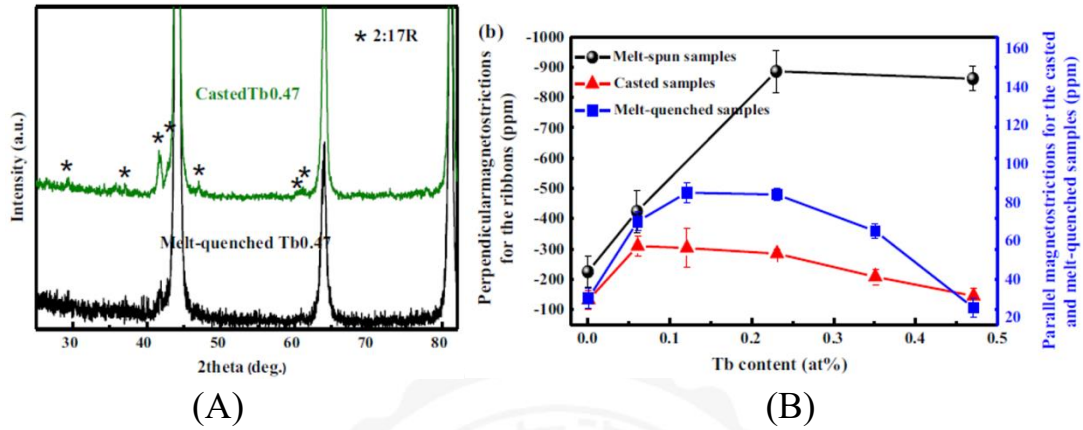 * 2:17R
CastedTb0.47
* * * * * * *
Melt-quenched Tb0.47
Intensity (a.u.)
30 40 50 60 70 80
2theta (deg.)
(A)
(b)
Perpendicularmagnetostrictions
for the ribbons (ppm)
-1000
-900
-800
-700
-600
-500
-400
-300
-200
-100
Melt-spun samples
Casted samples
Melt-quenched samples
160
140
120
100
80
60
40
20
Parallel magnetostrictions for the casted
and melt-quenched samples (ppm)
0.0 0.1 0.2 0.3 0.4 0.5
Tb content (at%)
(B)